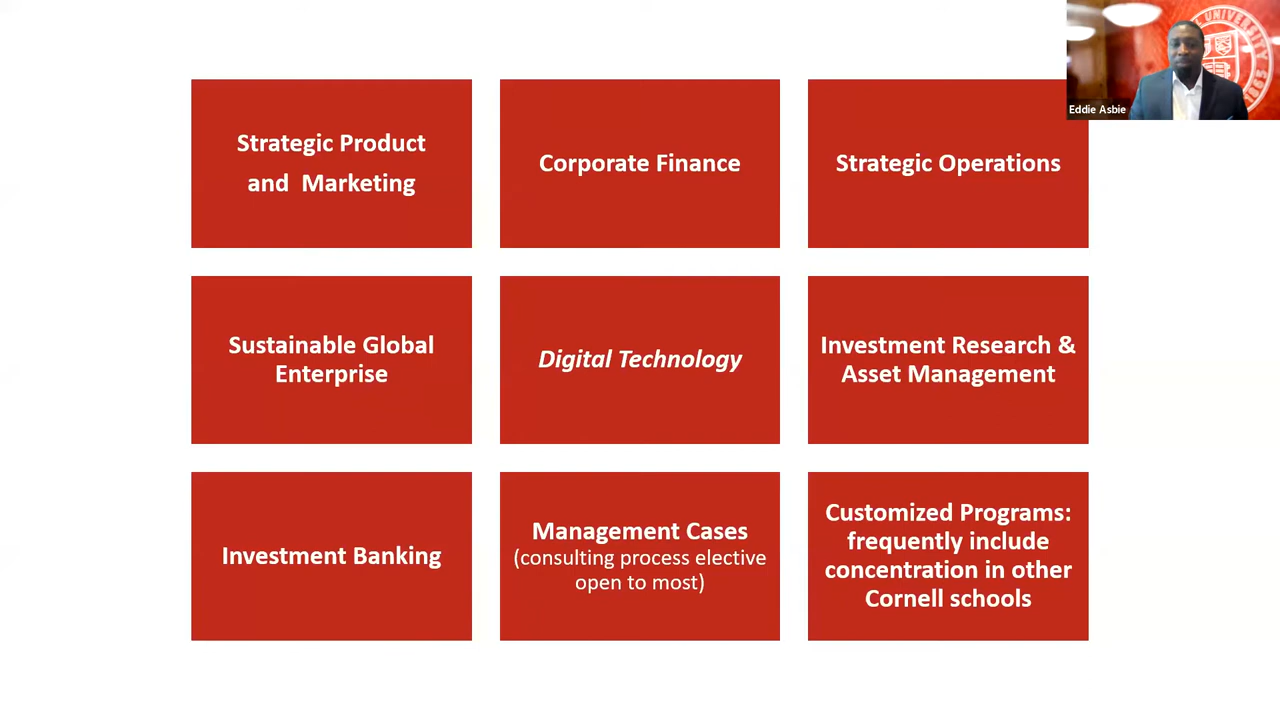 Strategic Product
and Marketing
Corporate Finance
Strategic Operations
Eddie Asbie
Sustainable Global
Enterprise
Digital Technology
Investment Research &
Asset Management
Investment Banking
Management Cases
(consulting process elective
open to most)
Customized Programs:
frequently include
concentration in other
Cornell schools